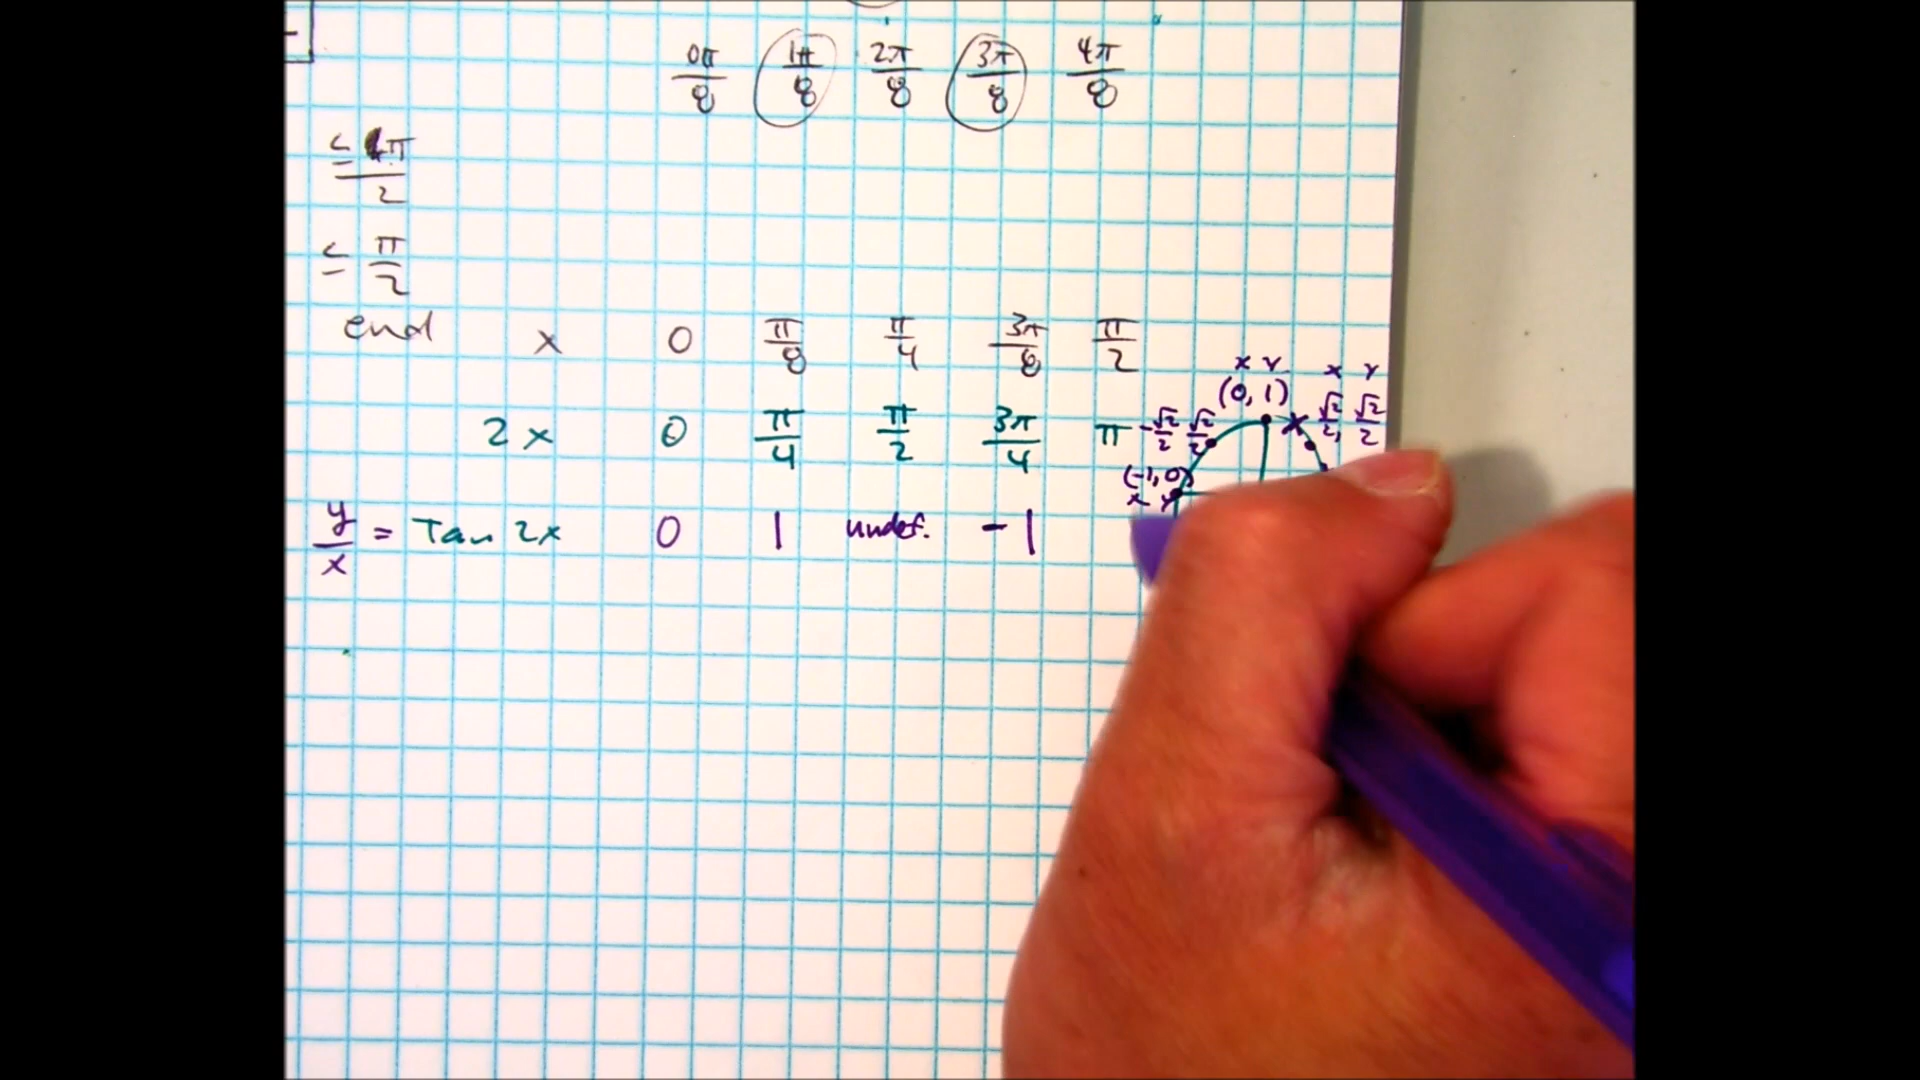 0π/8 1π/8 2π/8 3π/8 4π/8
≤ π/2
≤ π/2
end x 0 π/8 π/4 3π/8 π/2
x y x y
(0, 1) √2/2, √2/2
2x 0 π/4 π/2 3π/4 π -√2/2 √2/2
(-1, 0)
x y
y/x = Tan 2x 0 1 undef. -1